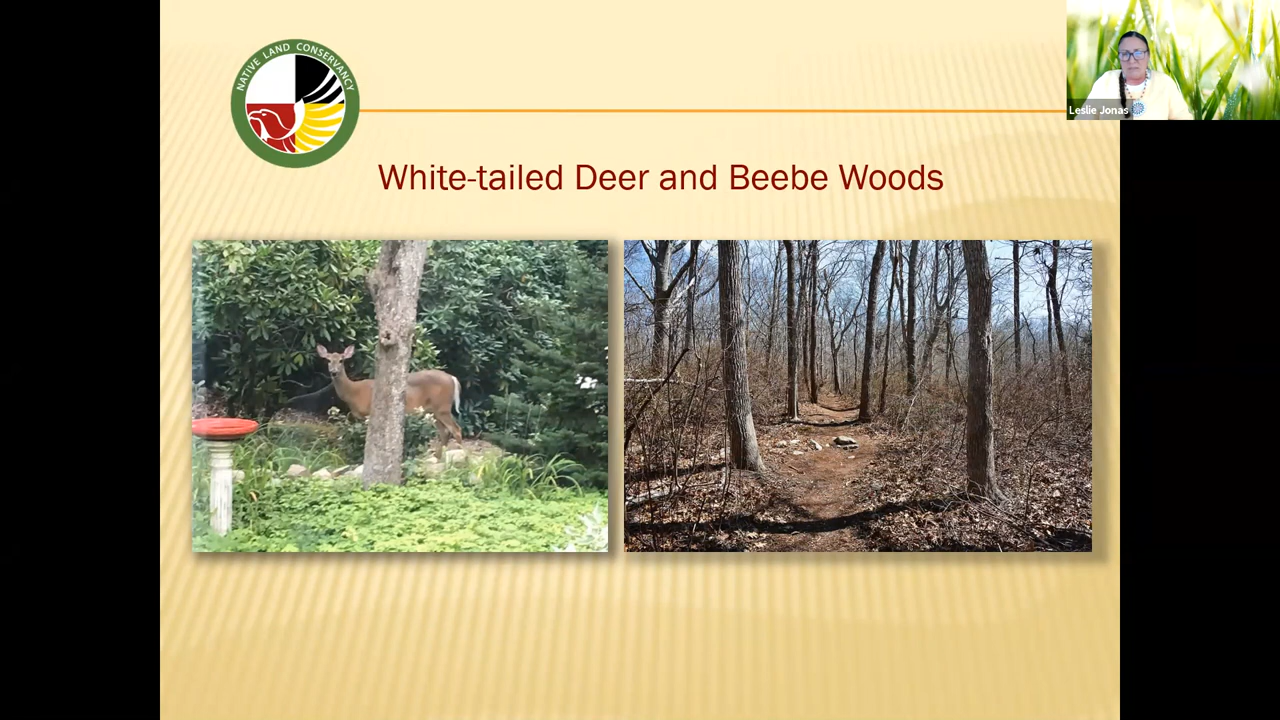 NATIVE LAND CONSERVANCY
Leslie Jonas
White-tailed Deer and Beebe Woods